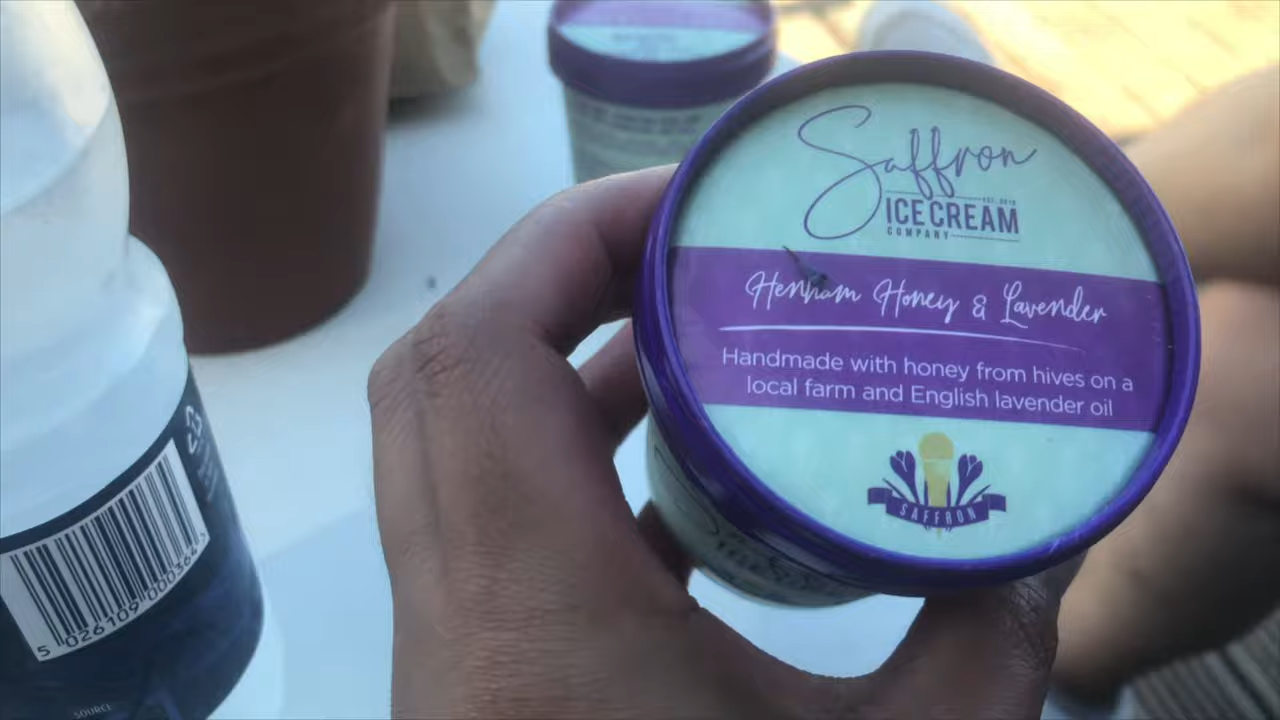 Saffron
EST. 2018
ICE CREAM
COMPANY
Henham Honey & Lavender
Handmade with honey from hives on a
local farm and English lavender oil
SAFFRON
5 026109 000364
SOURCE